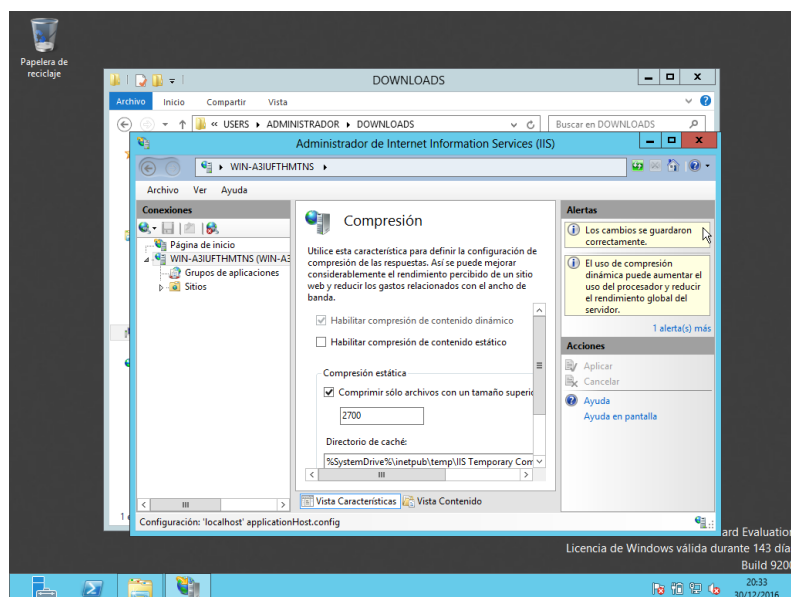 Papelera de
reciclaje
DOWNLOADS
Archivo Inicio Compartir Vista
« USERS ▸ ADMINISTRADOR ▸ DOWNLOADS
Buscar en DOWNLOADS
Administrador de Internet Information Services (IIS)
WIN-A3IUFTHMTNS
Archivo Ver Ayuda
Conexiones
Página de inicio
WIN-A3IUFTHMTNS (WIN-A3
Grupos de aplicaciones
Sitios
Compresión
Utilice esta característica para definir la configuración de
compresión de las respuestas. Así se puede mejorar
considerablemente el rendimiento percibido de un sitio
web y reducir los gastos relacionados con el ancho de
banda.
Habilitar compresión de contenido dinámico
Habilitar compresión de contenido estático
Compresión estática
Comprimir sólo archivos con un tamaño superio
2700
Directorio de caché:
%SystemDrive%\inetpub\temp\IIS Temporary Com
Vista Características Vista Contenido
Alertas
Los cambios se guardaron
correctamente.
El uso de compresión
dinámica puede aumentar el
uso del procesador y reducir
el rendimiento global del
servidor.
1 alerta(s) más
Acciones
Aplicar
Cancelar
Ayuda
Ayuda en pantalla
Configuración: 'localhost' applicationHost.config
ard Evaluation
Licencia de Windows válida durante 143 días
Build 9200
20:33
30/12/2016